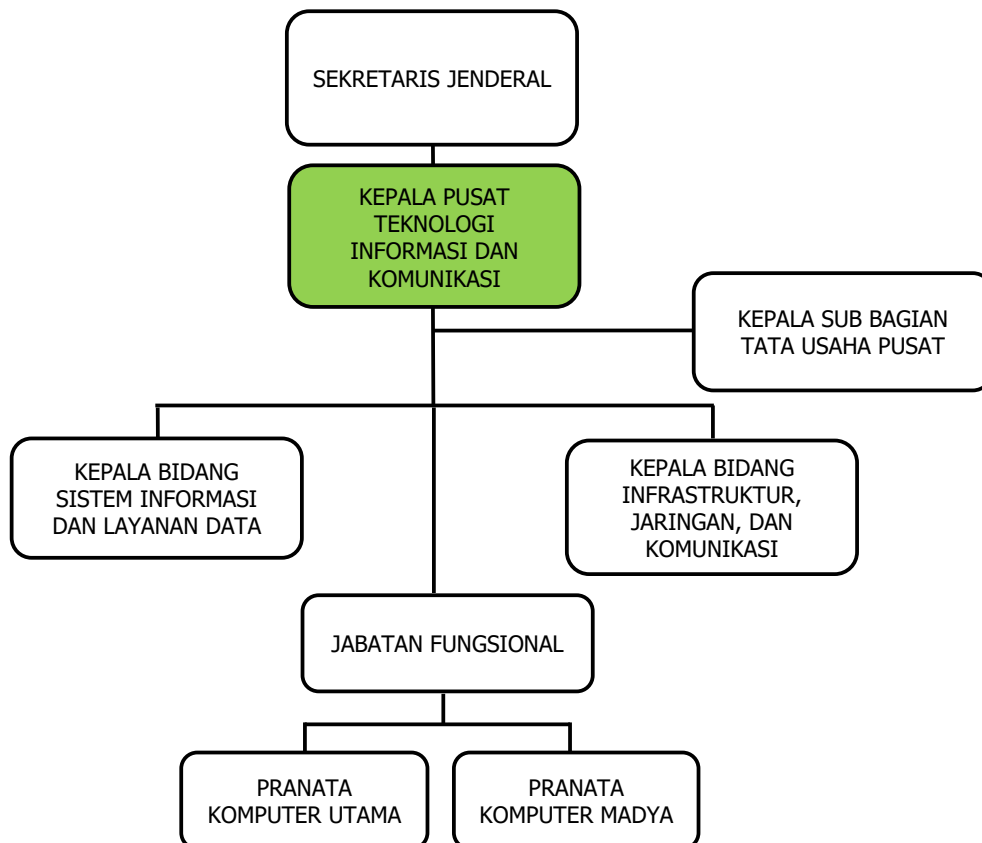 SEKRETARIS JENDERAL
KEPALA PUSAT
TEKNOLOGI
INFORMASI DAN
KOMUNIKASI
KEPALA SUB BAGIAN
TATA USAHA PUSAT
KEPALA BIDANG
SISTEM INFORMASI
DAN LAYANAN DATA
KEPALA BIDANG
INFRASTRUKTUR,
JARINGAN, DAN
KOMUNIKASI
JABATAN FUNGSIONAL
PRANATA
KOMPUTER UTAMA
PRANATA
KOMPUTER MADYA